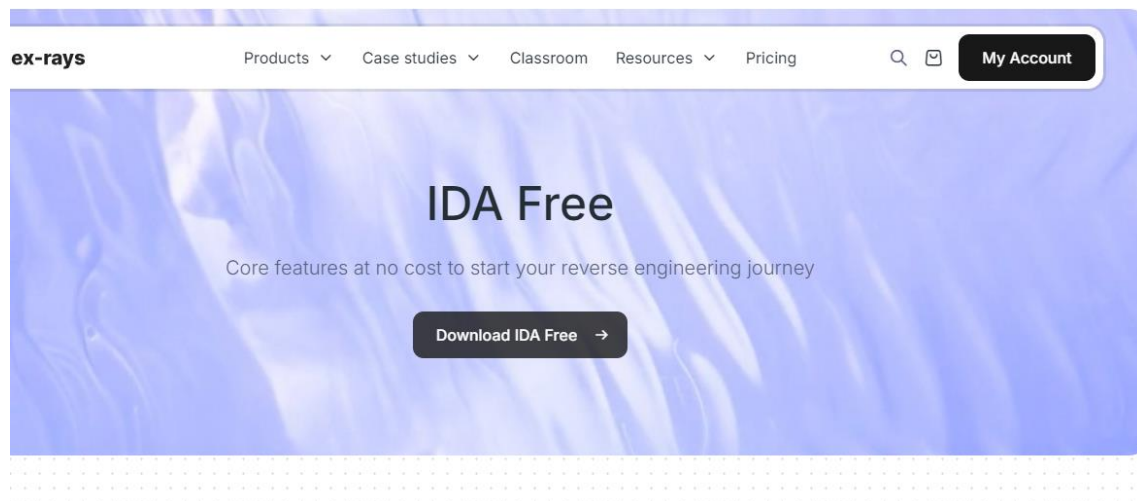 ex-rays Products Case studies Classroom Resources Pricing My Account
IDA Free
Core features at no cost to start your reverse engineering journey
Download IDA Free →